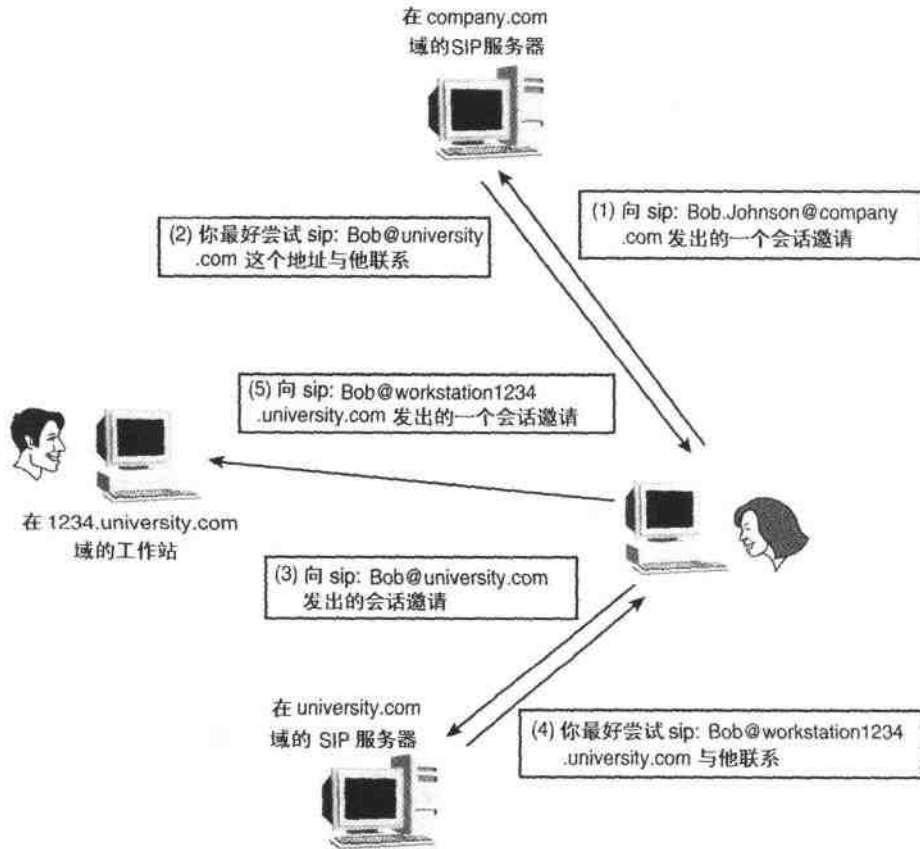 在 company.com
域的SIP服务器
(1) 向 sip: Bob.Johnson@company
.com 发出的一个会话邀请
(2) 你最好尝试 sip: Bob@university
.com 这个地址与他联系
(5) 向 sip: Bob@workstation1234
.university.com 发出的一个会话邀请
在 1234.university.com
域的工作站
(3) 向 sip: Bob@university.com
发出的会话邀请
在 university.com
域的 SIP 服务器
(4) 你最好尝试 sip: Bob@workstation1234
.university.com 与他联系